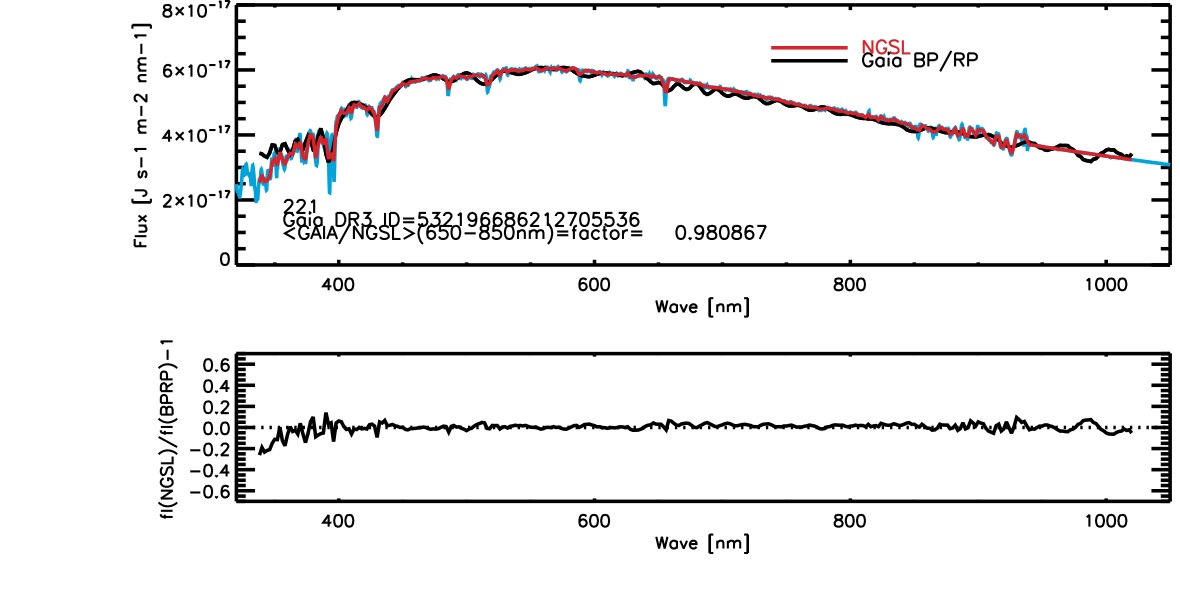 8×10⁻¹⁷
6×10⁻¹⁷
4×10⁻¹⁷
2×10⁻¹⁷
0
Flux [J s-1 m-2 nm-1]
NGSL
Gaia BP/RP
221
Gaia DR3 ID=5321966862127055536
<GAIA/NGSL>(650-850nm)=factor= 0.980867
400 600 800 1000
Wave [nm]
fl(NGSL)/fl(BPRP)-1
0.6
0.4
0.2
0.0
-0.2
-0.4
-0.6
400 600 800 1000
Wave [nm]